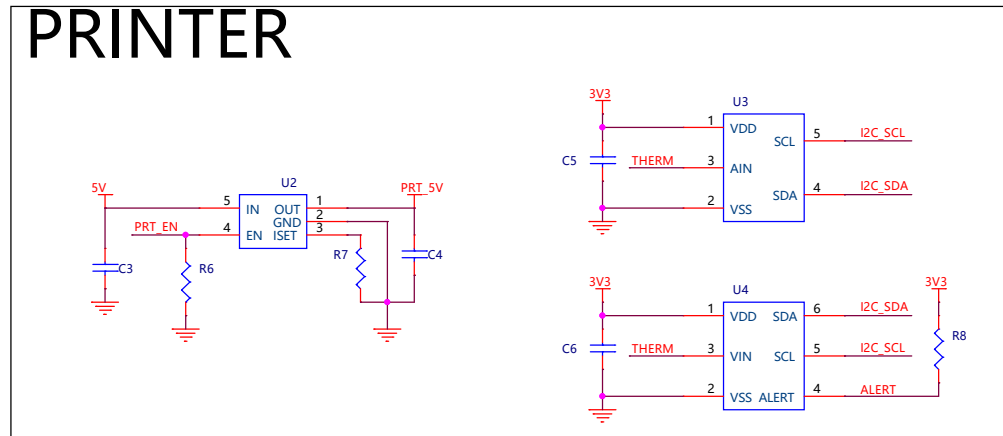 PRINTER
5V
PRT_EN
C3
R6
U2
5 IN OUT 1
GND 2
4 EN ISET 3
PRT_5V
R7
C4
3V3
U3
C5
THERM
1 VDD
SCL 5 I2C_SCL
3 AIN
SDA 4 I2C_SDA
2 VSS
3V3
U4
3V3
C6
THERM
1 VDD SDA 6 I2C_SDA
3 VIN SCL 5 I2C_SCL
2 VSS ALERT 4 ALERT
R8